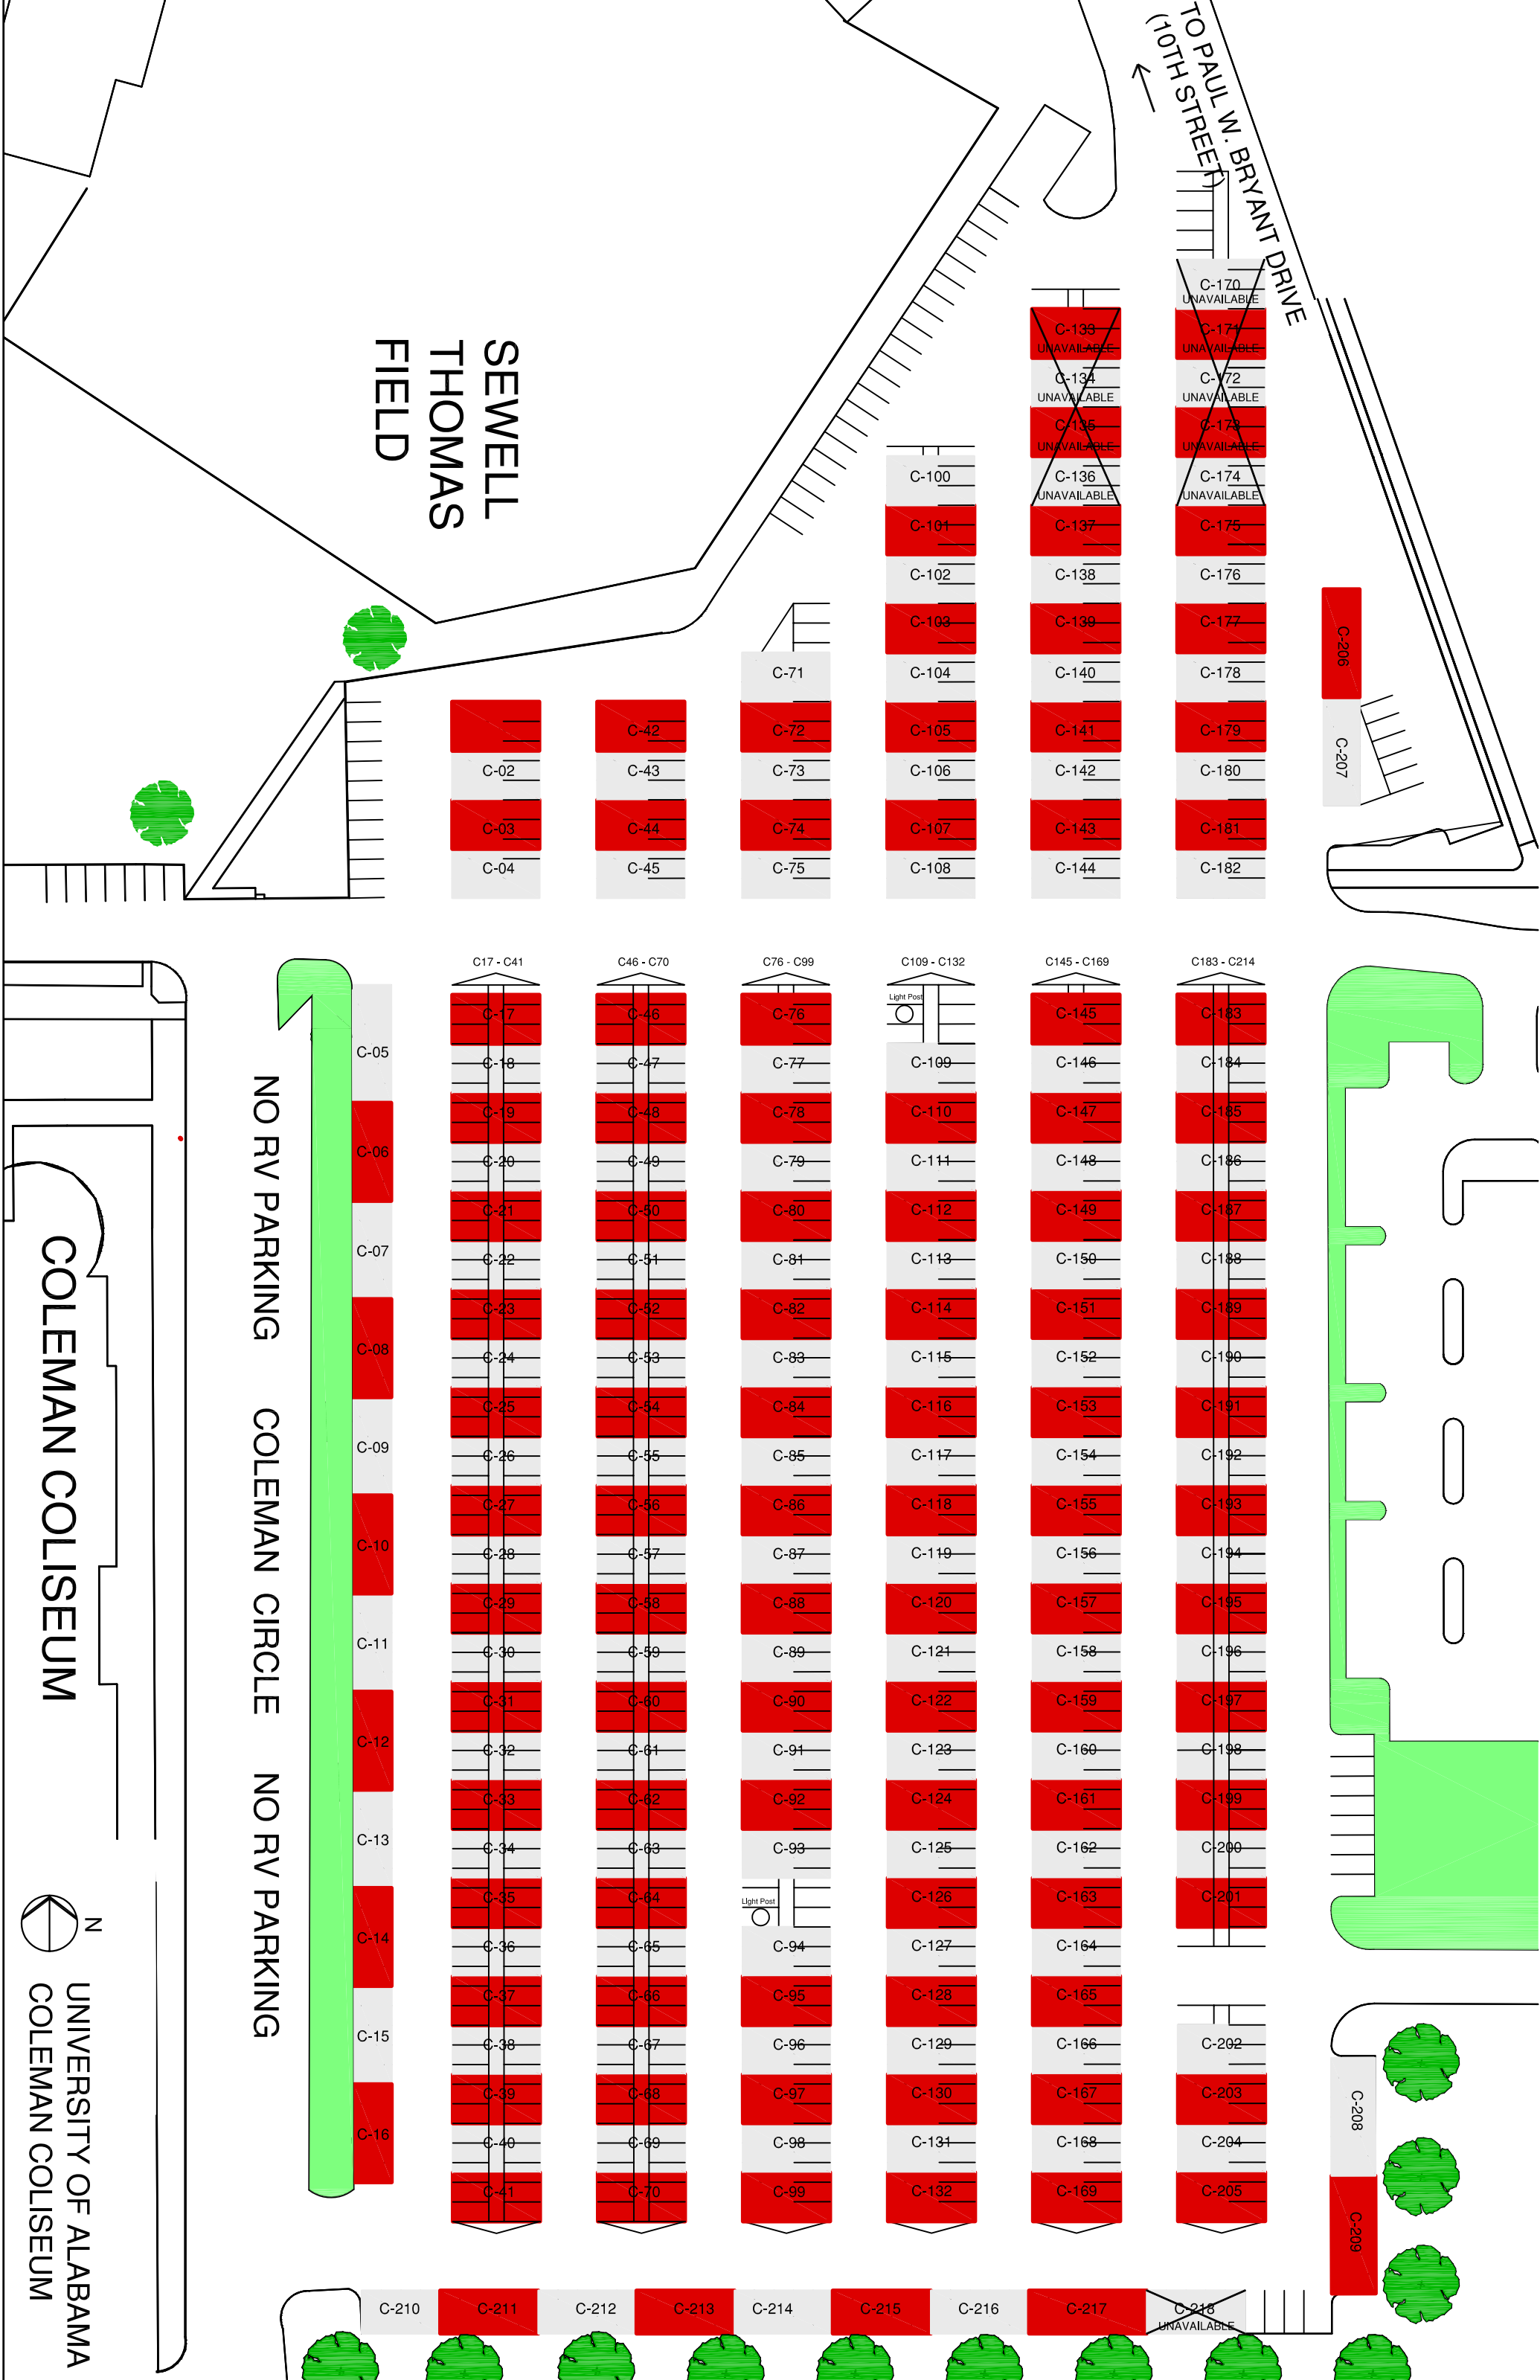 TO PAUL W. BRYANT DRIVE
(10TH STREET)
SEWELL
THOMAS
FIELD
C-170
UNAVAILABLE
C-133
UNAVAILABLE
C-171
UNAVAILABLE
C-134
UNAVAILABLE
C-172
UNAVAILABLE
C-135
UNAVAILABLE
C-173
UNAVAILABLE
C-100
C-136
UNAVAILABLE
C-174
UNAVAILABLE
C-101 C-137 C-175
C-102 C-138 C-176
C-103 C-139 C-177
C-206
C-71 C-104 C-140 C-178
C-42 C-72 C-105 C-141 C-179
C-02 C-43 C-73 C-106 C-142 C-180
C-207
C-03 C-44 C-74 C-107 C-143 C-181
C-04 C-45 C-75 C-108 C-144 C-182
C17 - C41 C46 - C70 C76 - C99 C109 - C132 C145 - C169 C183 - C214
Light Post
C-17 C-46 C-76 C-145 C-183
C-05
C-18 C-47 C-77 C-109 C-146 C-184
C-19 C-48 C-78 C-110 C-147 C-185
C-06
C-20 C-49 C-79 C-111 C-148 C-186
C-21 C-50 C-80 C-112 C-149 C-187
C-07
C-22 C-51 C-81 C-113 C-150 C-188
C-23 C-52 C-82 C-114 C-151 C-189
C-08
C-24 C-53 C-83 C-115 C-152 C-190
C-25 C-54 C-84 C-116 C-153 C-191
C-09
C-26 C-55 C-85 C-117 C-154 C-192
C-27 C-56 C-86 C-118 C-155 C-193
C-10
C-28 C-57 C-87 C-119 C-156 C-194
C-29 C-58 C-88 C-120 C-157 C-195
C-11
C-30 C-59 C-89 C-121 C-158 C-196
C-31 C-60 C-90 C-122 C-159 C-197
C-12
C-32 C-61 C-91 C-123 C-160 C-198
C-33 C-62 C-92 C-124 C-161 C-199
C-13
C-34 C-63 C-93 C-125 C-162 C-200
C-35 C-64 C-126 C-163 C-201
Light Post
C-14
C-36 C-65 C-94 C-127 C-164
C-37 C-66 C-95 C-128 C-165
C-15
C-38 C-67 C-96 C-129 C-166 C-202
C-39 C-68 C-97 C-130 C-167 C-203
C-208
C-16
C-40 C-69 C-98 C-131 C-168 C-204
C-41 C-70 C-99 C-132 C-169 C-205
C-209
C-210 C-211 C-212 C-213 C-214 C-215 C-216 C-217 C-218
UNAVAILABLE
NO RV PARKING COLEMAN CIRCLE NO RV PARKING
COLEMAN COLISEUM
N
UNIVERSITY OF ALABAMA
COLEMAN COLISEUM